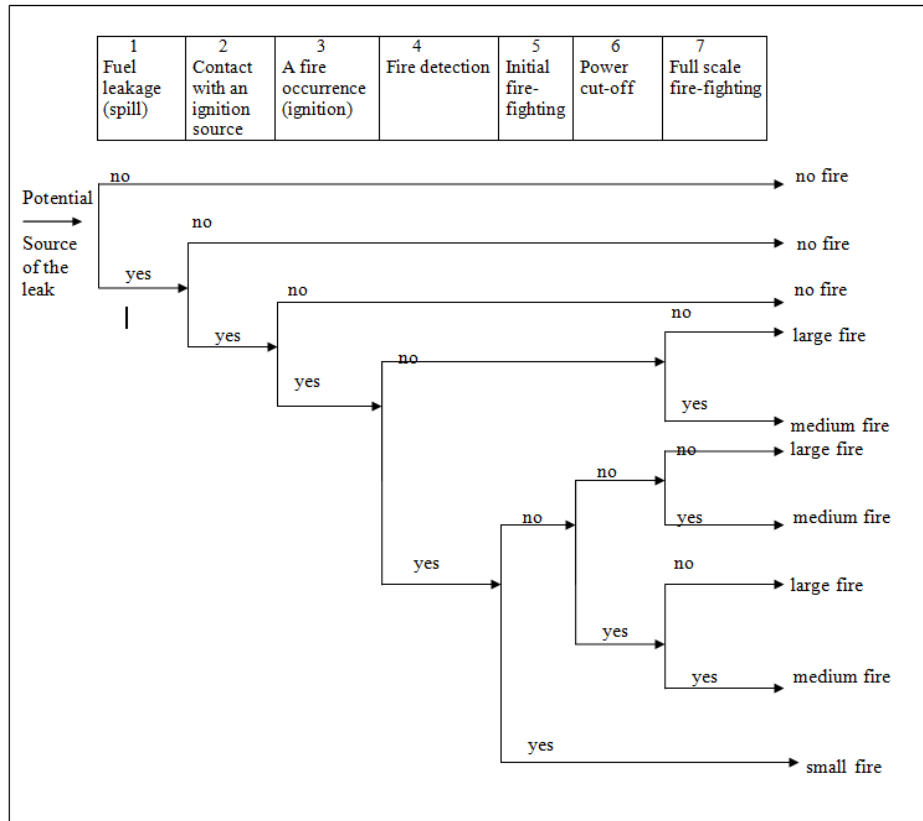 1
Fuel
leakage
(spill)
2
Contact
with an
ignition
source
3
A fire
occurrence
(ignition)
4
Fire detection
5
Initial
fire-
fighting
6
Power
cut-off
7
Full scale
fire-fighting
no
no fire
Potential
Source
of the
leak
no
no fire
yes
no
no fire
yes
no
large fire
yes
no
yes
medium fire
no
large fire
no
no
yes
medium fire
yes
no
large fire
yes
yes
medium fire
yes
small fire